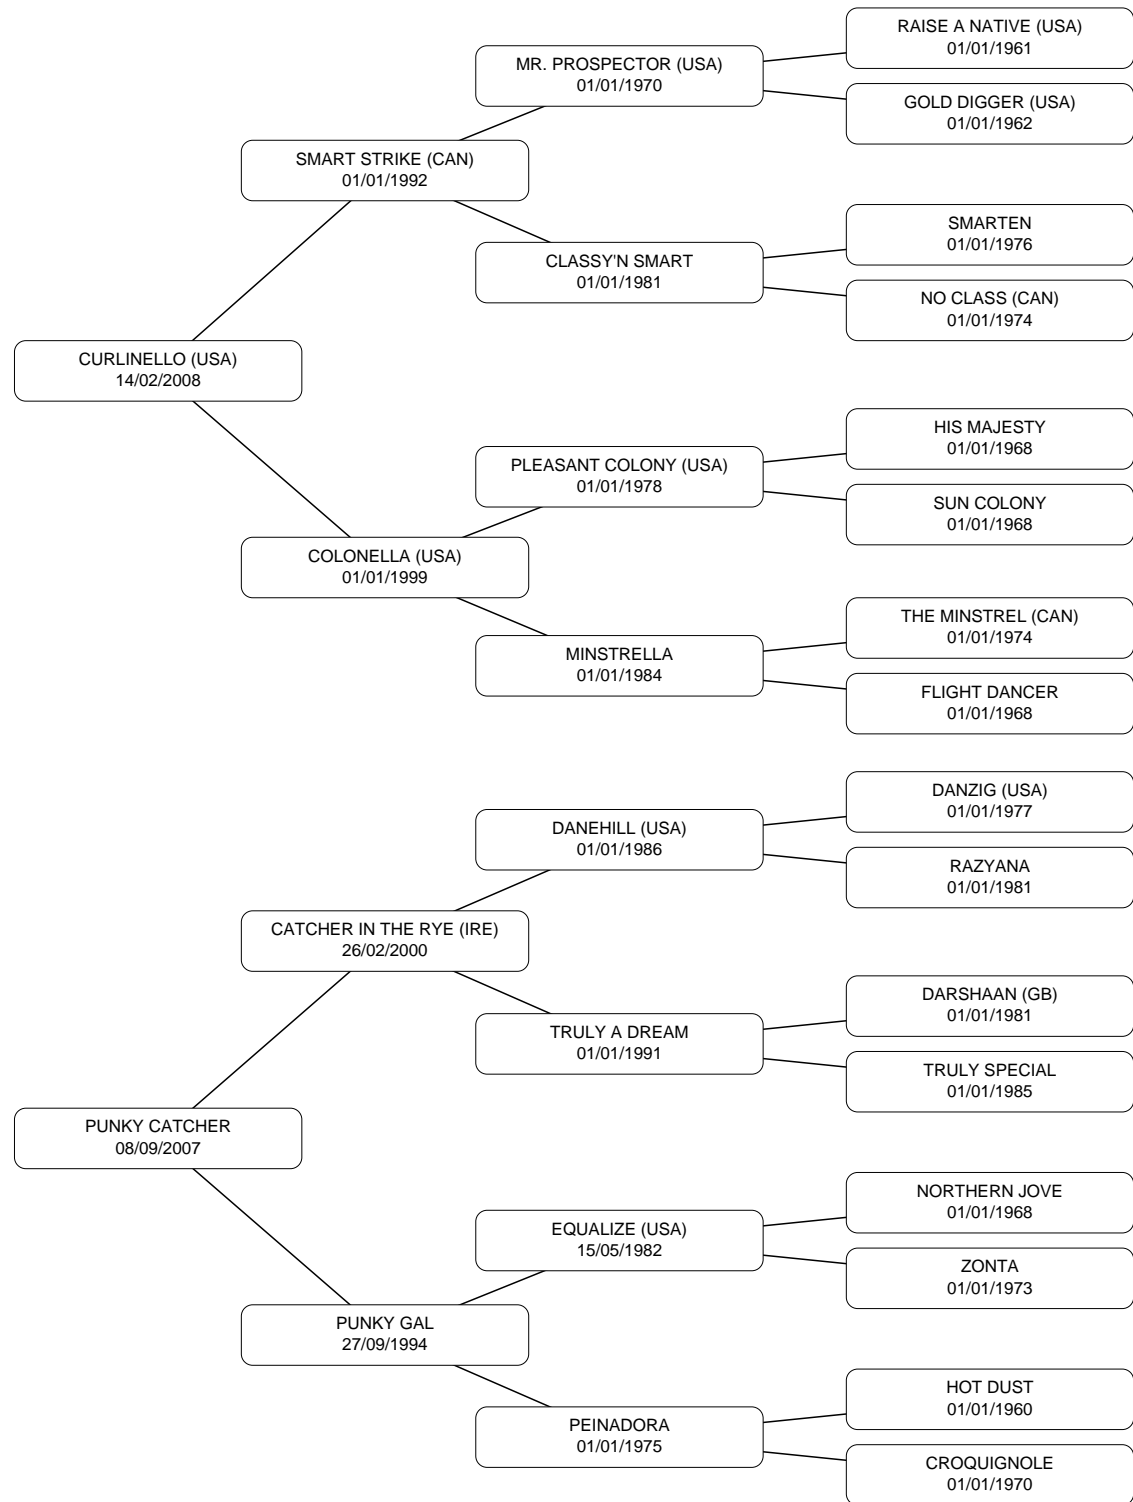 RAISE A NATIVE (USA)
01/01/1961
MR. PROSPECTOR (USA)
01/01/1970
GOLD DIGGER (USA)
01/01/1962
SMART STRIKE (CAN)
01/01/1992
SMARTEN
01/01/1976
CLASSY'N SMART
01/01/1981
NO CLASS (CAN)
01/01/1974
CURLINELLO (USA)
14/02/2008
HIS MAJESTY
01/01/1968
PLEASANT COLONY (USA)
01/01/1978
SUN COLONY
01/01/1968
COLONELLA (USA)
01/01/1999
THE MINSTREL (CAN)
01/01/1974
MINSTRELLA
01/01/1984
FLIGHT DANCER
01/01/1968
DANZIG (USA)
01/01/1977
DANEHILL (USA)
01/01/1986
RAZYANA
01/01/1981
CATCHER IN THE RYE (IRE)
26/02/2000
DARSHAAN (GB)
01/01/1981
TRULY A DREAM
01/01/1991
TRULY SPECIAL
01/01/1985
PUNKY CATCHER
08/09/2007
NORTHERN JOVE
01/01/1968
EQUALIZE (USA)
15/05/1982
ZONTA
01/01/1973
PUNKY GAL
27/09/1994
HOT DUST
01/01/1960
PEINADORA
01/01/1975
CROQUIGNOLE
01/01/1970